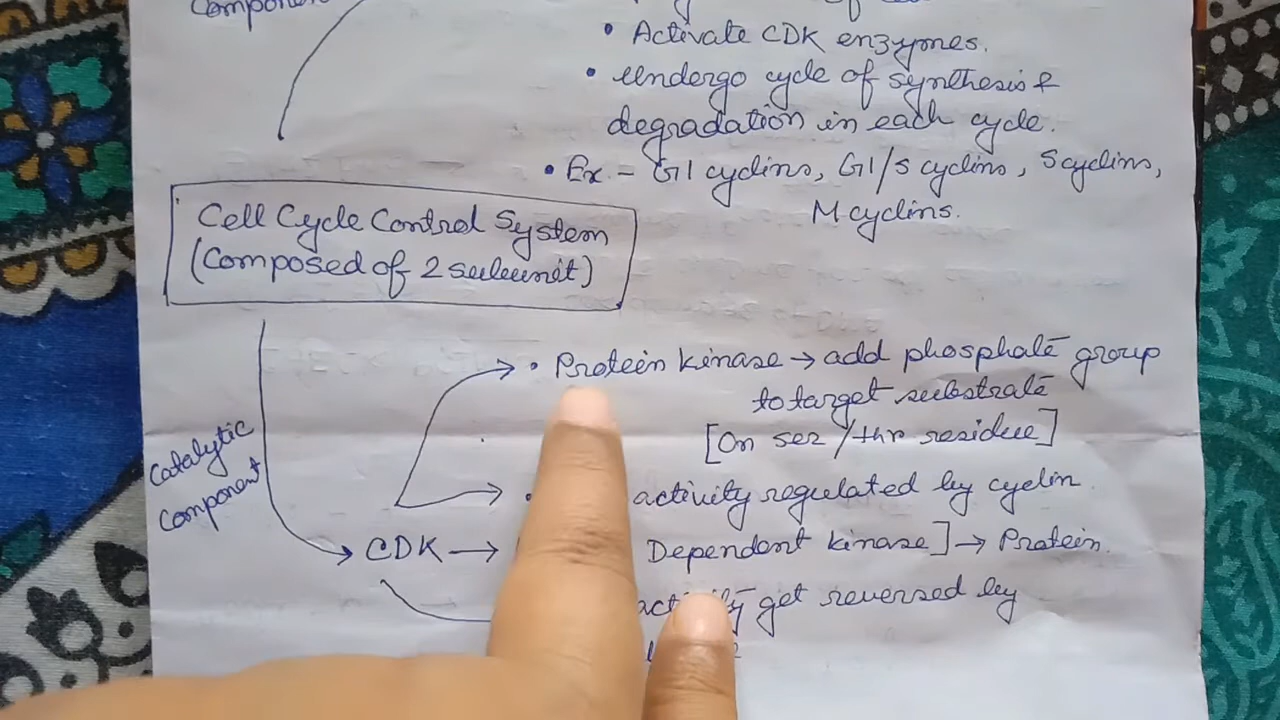 Component
• Activate CDK enzymes.
• Undergo cycle of synthesis &
degradation in each cycle.
• Ex - G1 cyclins, G1/S cyclins, S cyclins,
M cyclins.
Cell Cycle Control System
(Composed of 2 subunit)
• Protein kinase → add phosphate group
to target substrate
[On ser/thr residue]
Catalytic
Component
• activity regulated by cyclin
CDK → Dependent kinase] → Protein.
activity get reversed by